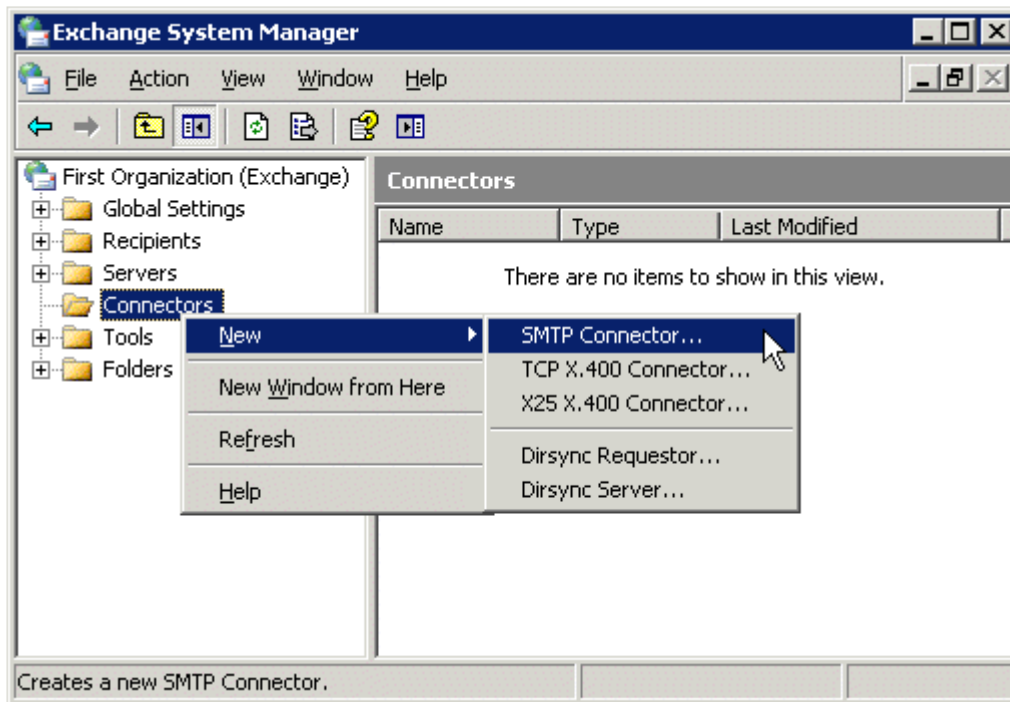 Exchange System Manager
File Action View Window Help
First Organization (Exchange)
Global Settings
Recipients
Servers
Connectors
Tools
Folders
Connectors
Name Type Last Modified
There are no items to show in this view.
New
New Window from Here
Refresh
Help
SMTP Connector...
TCP X.400 Connector...
X25 X.400 Connector...
Dirsync Requestor...
Dirsync Server...
Creates a new SMTP Connector.